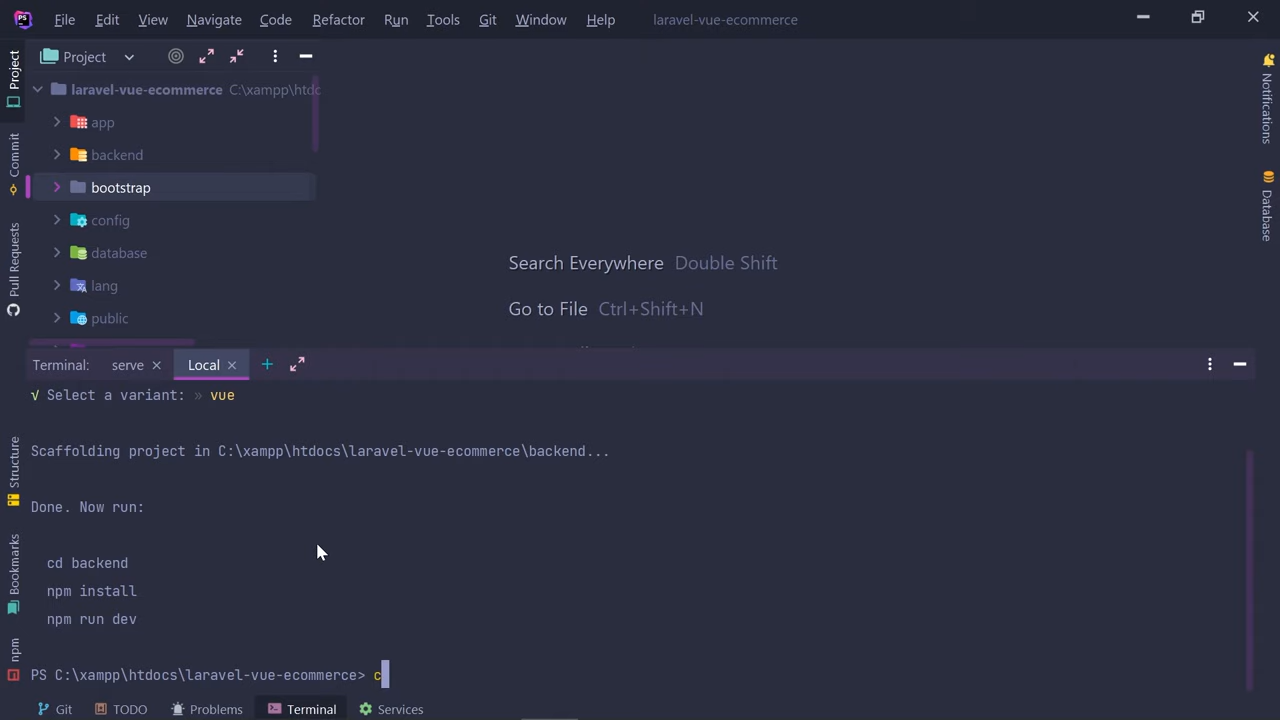 PS File Edit View Navigate Code Refactor Run Tools Git Window Help laravel-vue-ecommerce
Project
Commit
Pull Requests
Structure
Bookmarks
npm
Project
laravel-vue-ecommerce C:\xampp\htdc
app
backend
bootstrap
config
database
lang
public
Search Everywhere Double Shift
Go to File Ctrl+Shift+N
Notifications
Database
Terminal: serve Local
√ Select a variant: » vue
Scaffolding project in C:\xampp\htdocs\laravel-vue-ecommerce\backend...
Done. Now run:
cd backend
npm install
npm run dev
PS C:\xampp\htdocs\laravel-vue-ecommerce> c
Git TODO Problems Terminal Services